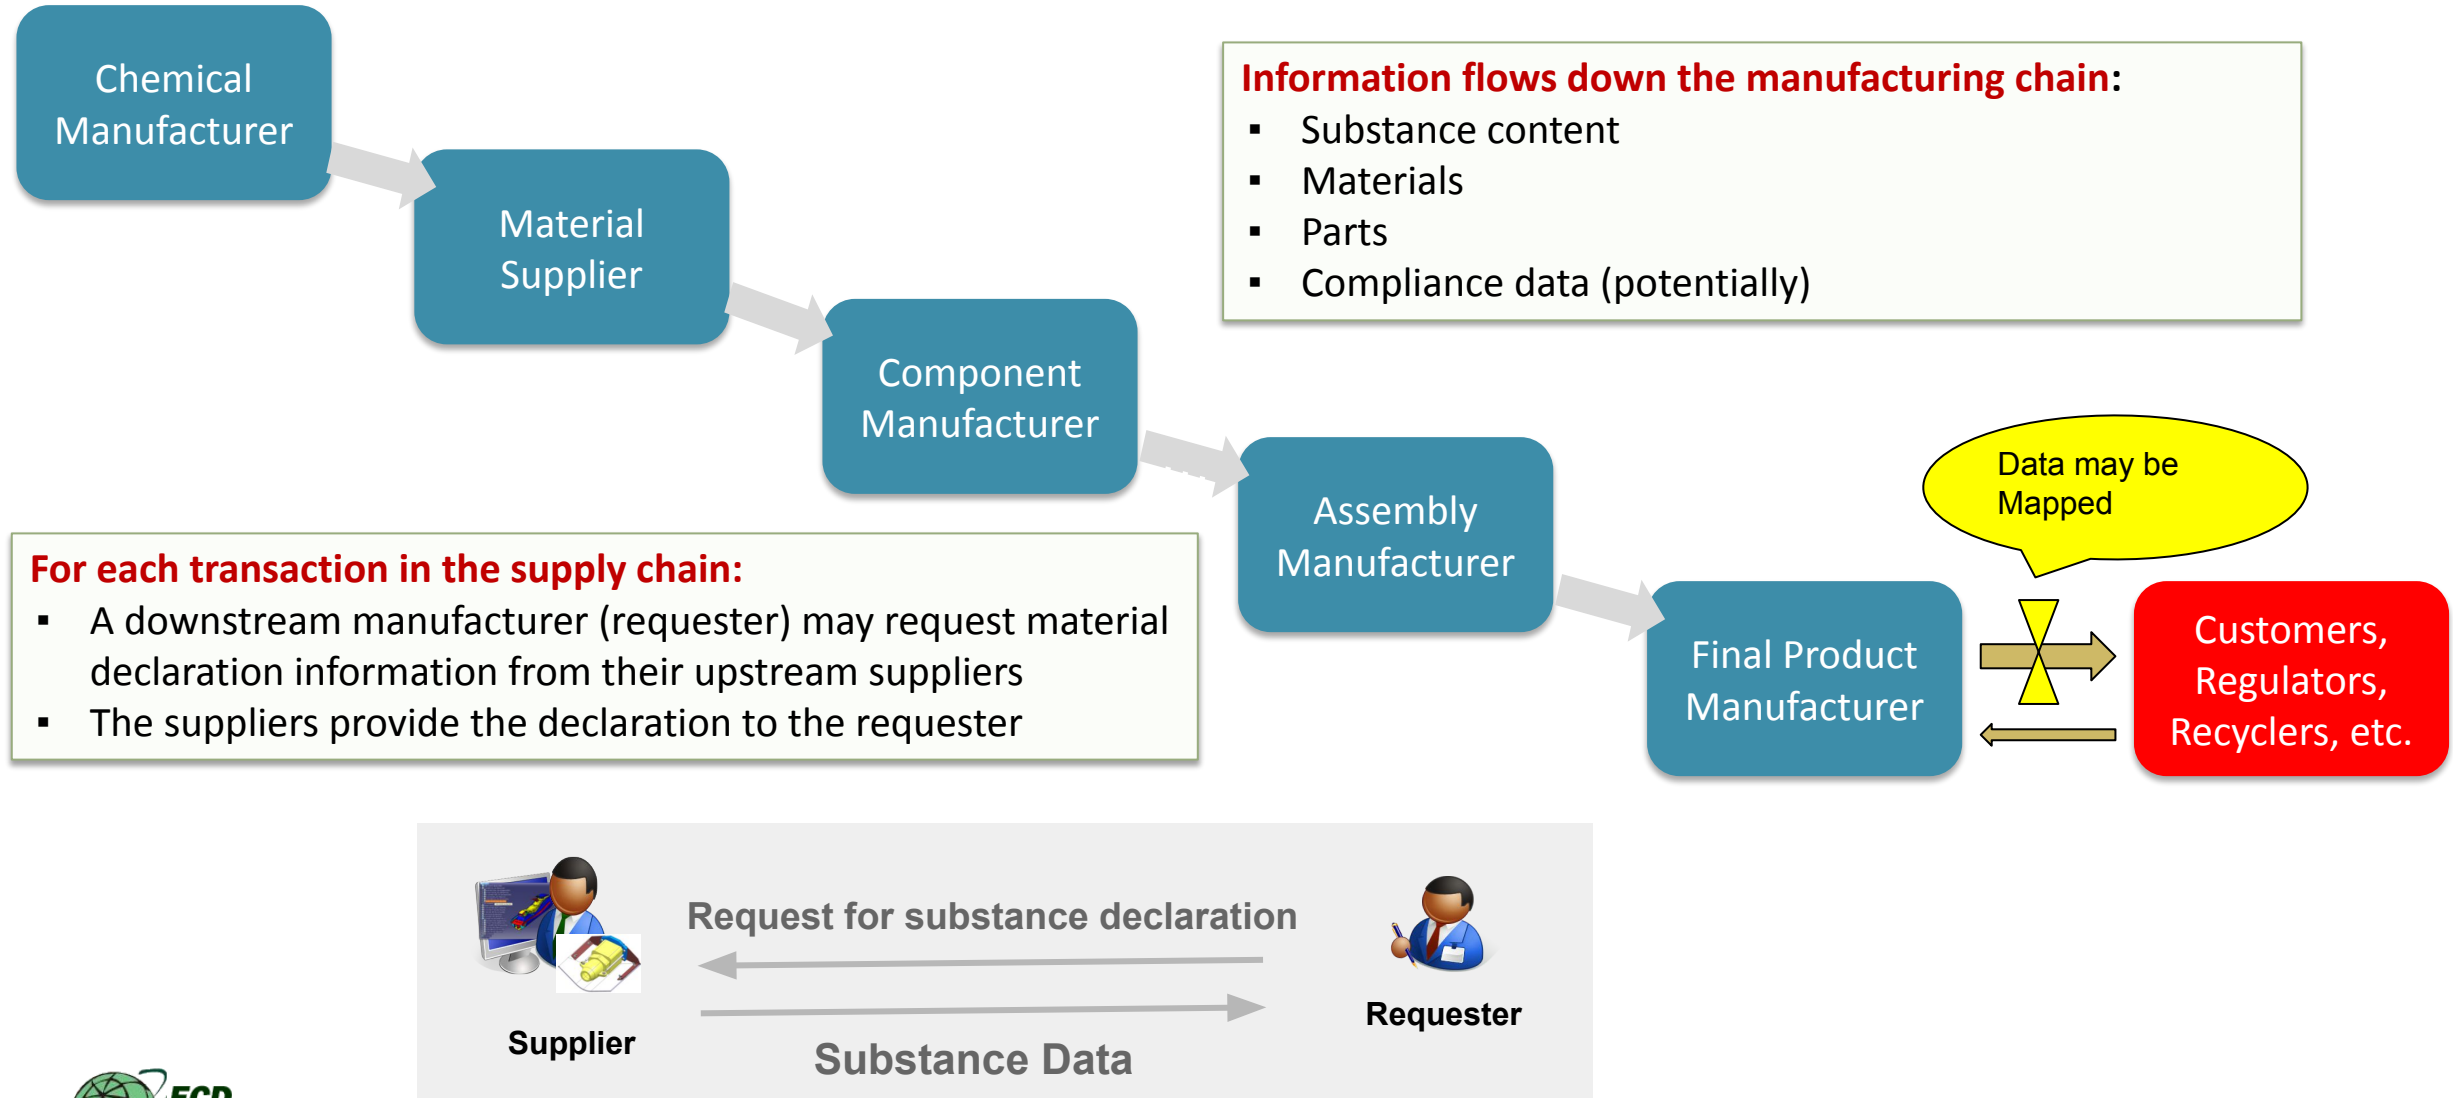 Chemical
Manufacturer
Information flows down the manufacturing chain:
▪ Substance content
▪ Materials
▪ Parts
▪ Compliance data (potentially)
Material
Supplier
Component
Manufacturer
Assembly
Manufacturer
Data may be
Mapped
For each transaction in the supply chain:
▪ A downstream manufacturer (requester) may request material
declaration information from their upstream suppliers
▪ The suppliers provide the declaration to the requester
Final Product
Manufacturer
Customers,
Regulators,
Recyclers, etc.
Request for substance declaration
Supplier
Requester
Substance Data
ECD